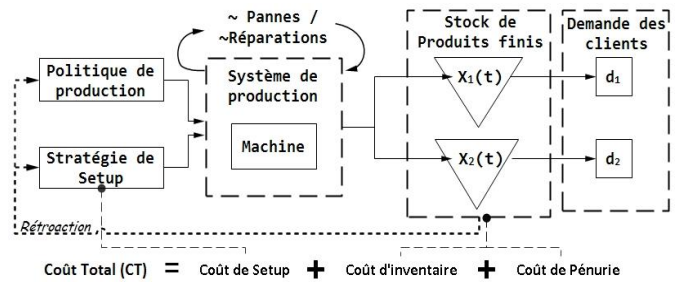 ~ Pannes /
~Réparations
Stock de
Produits finis
Demande des
clients
Politique de
production
Système de
production
Machine
X1(t)
d1
Stratégie de
Setup
X2(t)
d2
Rétroaction
Coût Total (CT) = Coût de Setup + Coût d'inventaire + Coût de Pénurie